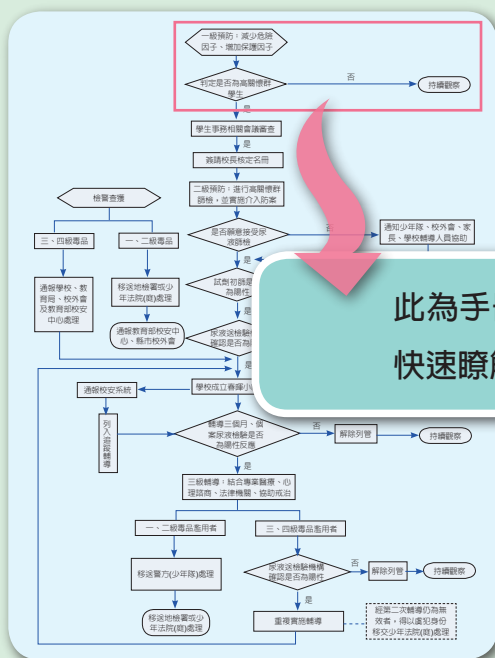 一級預防：減少危險
因子、增加保護因子
判定是否為高關懷群
學生
否
持續觀察
是
學生事務相關會議審查
是
簽請校長核定名冊
二級預防：進行高關懷群
篩檢，並實施介入防案
檢警查獲
三、四級毒品
一、二級毒品
是否願意接受尿
液篩檢
否
通知少年隊、校外會、家
長、學校輔導人員協助
是
通報學校、教
育局、校外會
及教育部校安
中心處理
移送地檢署或少
年法院(庭)處理
試劑初篩是
為陽性
是
通報教育部校安中
心、縣市校外會
尿液送檢驗
確認是否為
是
此為手
快速瞭
通報校安系統
學校成立春暉小
列入追蹤輔導
輔導三個月、個
案尿液檢驗是否
為陽性反應
否
解除列管
持續觀察
是
三級輔導：結合專業醫療、心
理諮商、法律機關、協助戒治
一、二級毒品濫用者
三、四級毒品濫用者
移送警方(少年隊)處理
尿液送檢驗機構
確認是否為陽性
否
解除列管
持續觀察
是
移送地檢署或少
年法院(庭)處理
重複實施輔導
經第二次輔導仍為無
效者，得以虞犯身份
移交少年法院(庭)處理